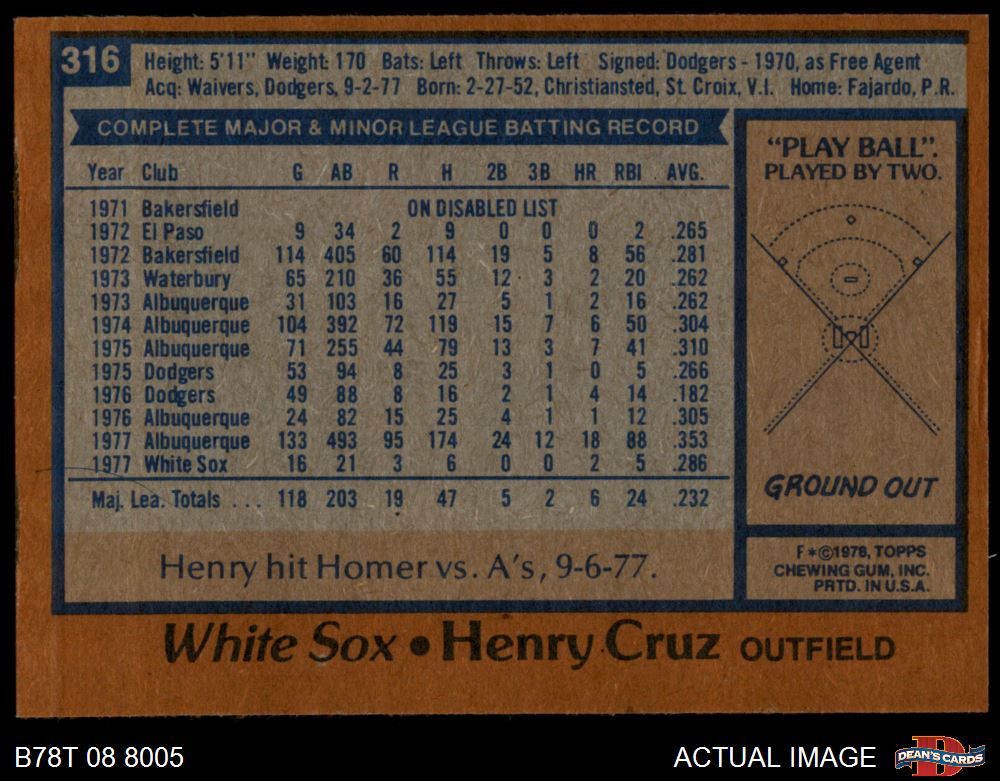 316
Height: 5'11" Weight: 170 Bats: Left Throws: Left Signed: Dodgers - 1970, as Free Agent
Acq: Waivers, Dodgers, 9-2-77 Born: 2-27-52, Christiansted, St. Croix, V.I. Home: Fajardo, P.R.
COMPLETE MAJOR & MINOR LEAGUE BATTING RECORD
Year Club G AB R H 2B 3B HR RBI AVG.
1971 Bakersfield ON DISABLED LIST
1972 El Paso 9 34 2 9 0 0 0 2 .265
1972 Bakersfield 114 405 60 114 19 5 8 56 .281
1973 Waterbury 65 210 36 55 12 3 2 20 .262
1973 Albuquerque 31 103 16 27 5 1 2 16 .262
1974 Albuquerque 104 392 72 119 15 7 6 50 .304
1975 Albuquerque 71 255 44 79 13 3 7 41 .310
1975 Dodgers 53 94 8 25 3 1 0 5 .266
1976 Dodgers 49 88 8 16 2 1 4 14 .182
1976 Albuquerque 24 82 15 25 4 1 1 12 .305
1977 Albuquerque 133 493 95 174 24 12 18 88 .353
1977 White Sox 16 21 3 6 0 0 2 5 .286
Maj. Lea. Totals ... 118 203 19 47 5 2 6 24 .232
Henry hit Homer vs. A's, 9-6-77.
"PLAY BALL".
PLAYED BY TWO.
GROUND OUT
F*©1978, TOPPS
CHEWING GUM, INC.
PRTD. IN U.S.A.
White Sox • Henry Cruz OUTFIELD
B78T 08 8005
ACTUAL IMAGE
D
DEAN'S CARDS